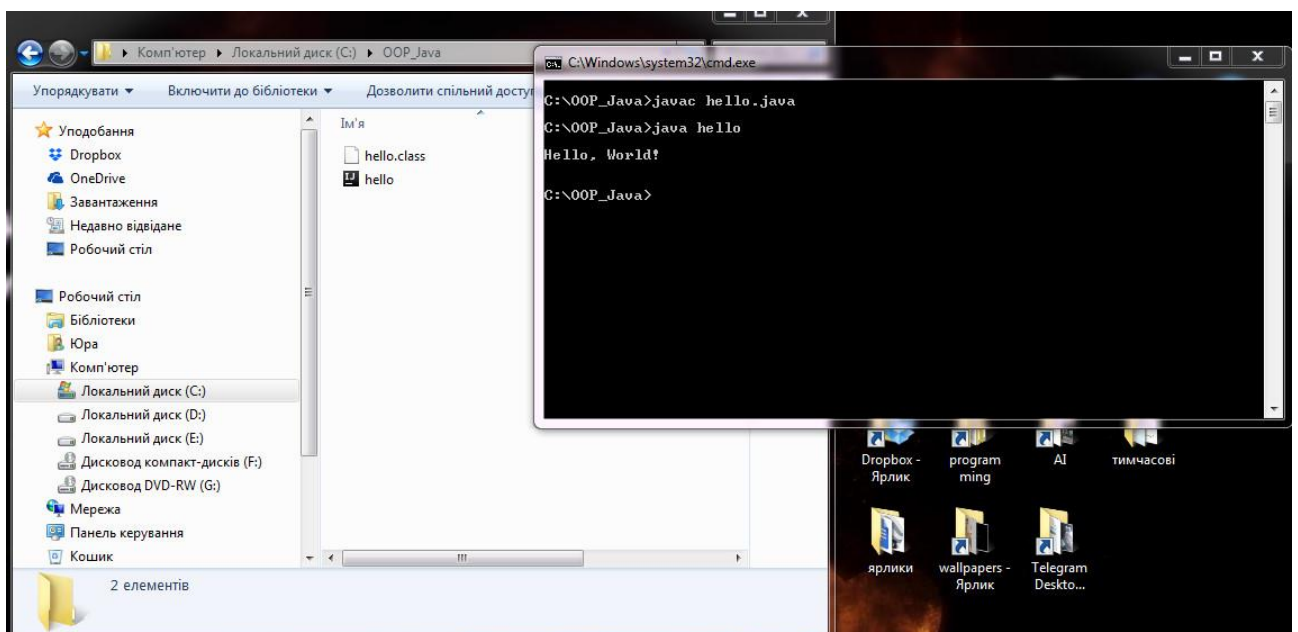 Комп'ютер ▸ Локальний диск (C:) ▸ OOP_Java
Упорядкувати ▾ Включити до бібліотеки ▾ Дозволити спільний досту
Уподобання
Dropbox
OneDrive
Завантаження
Недавно відвідане
Робочий стіл
Робочий стіл
Бібліотеки
Юра
Комп'ютер
Локальний диск (C:)
Локальний диск (D:)
Локальний диск (E:)
Дисковод компакт-дисків (F:)
Дисковод DVD-RW (G:)
Мережа
Панель керування
Кошик
Ім'я
hello.class
hello
2 елементів
C:\Windows\system32\cmd.exe
C:\OOP_Java>javac hello.java
C:\OOP_Java>java hello
Hello, World!
C:\OOP_Java>
Dropbox -
Ярлик
program
ming
AI
тимчасові
ярлики
wallpapers -
Ярлик
Telegram
Deskto...